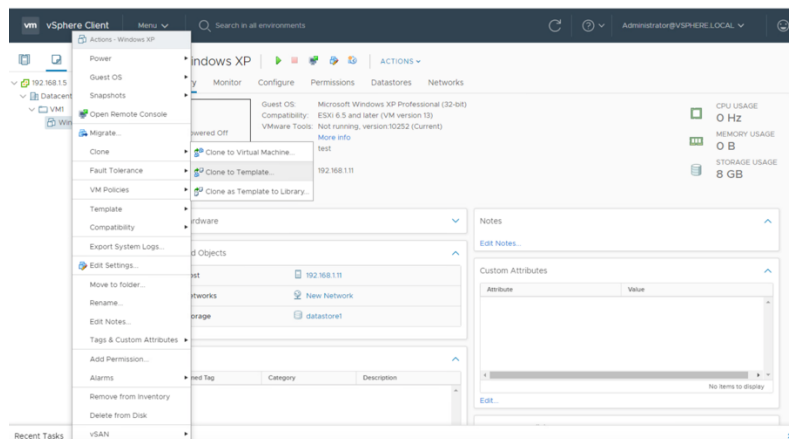 vm vSphere Client Menu Search in all environments Administrator@VSPHERE.LOCAL
Actions - Windows XP
Power
Guest OS
Snapshots
Open Remote Console
Migrate...
Clone
Fault Tolerance
VM Policies
Template
Compatibility
Export System Logs...
Edit Settings...
Move to folder...
Rename...
Edit Notes...
Tags & Custom Attributes
Add Permission...
Alarms
Remove from Inventory
Delete from Disk
vSAN
Clone to Virtual Machine...
Clone to Template...
Clone as Template to Library...
192.168.1.5
Datacent
VM1
Win
indows XP ACTIONS
y Monitor Configure Permissions Datastores Networks
owered Off
Guest OS: Microsoft Windows XP Professional (32-bit)
Compatibility: ESXi 6.5 and later (VM version 13)
VMware Tools: Not running, version:10252 (Current)
More info
test
192.168.1.11
CPU USAGE
0 Hz
MEMORY USAGE
0 B
STORAGE USAGE
8 GB
rdware
d Objects
ost 192.168.1.11
etworks New Network
orage datastore1
ned Tag Category Description
Notes
Edit Notes...
Custom Attributes
Attribute Value
No items to display
Edit...
Recent Tasks